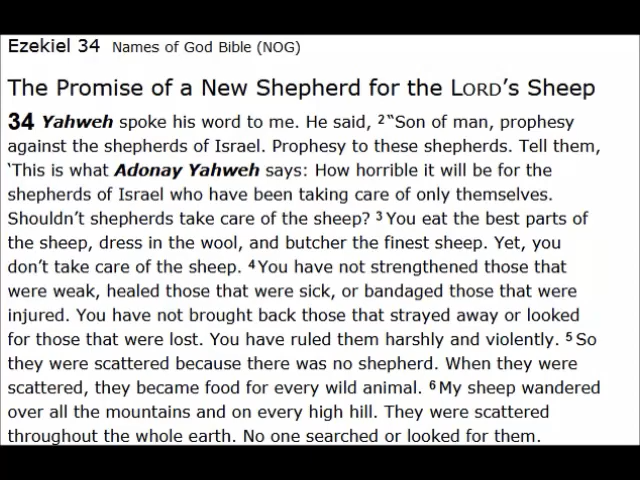 Ezekiel 34 Names of God Bible (NOG)
The Promise of a New Shepherd for the LORD's Sheep
34 Yahweh spoke his word to me. He said, 2 “Son of man, prophesy
against the shepherds of Israel. Prophesy to these shepherds. Tell them,
‘This is what Adonay Yahweh says: How horrible it will be for the
shepherds of Israel who have been taking care of only themselves.
Shouldn’t shepherds take care of the sheep? 3 You eat the best parts of
the sheep, dress in the wool, and butcher the finest sheep. Yet, you
don’t take care of the sheep. 4 You have not strengthened those that
were weak, healed those that were sick, or bandaged those that were
injured. You have not brought back those that strayed away or looked
for those that were lost. You have ruled them harshly and violently. 5 So
they were scattered because there was no shepherd. When they were
scattered, they became food for every wild animal. 6 My sheep wandered
over all the mountains and on every high hill. They were scattered
throughout the whole earth. No one searched or looked for them.